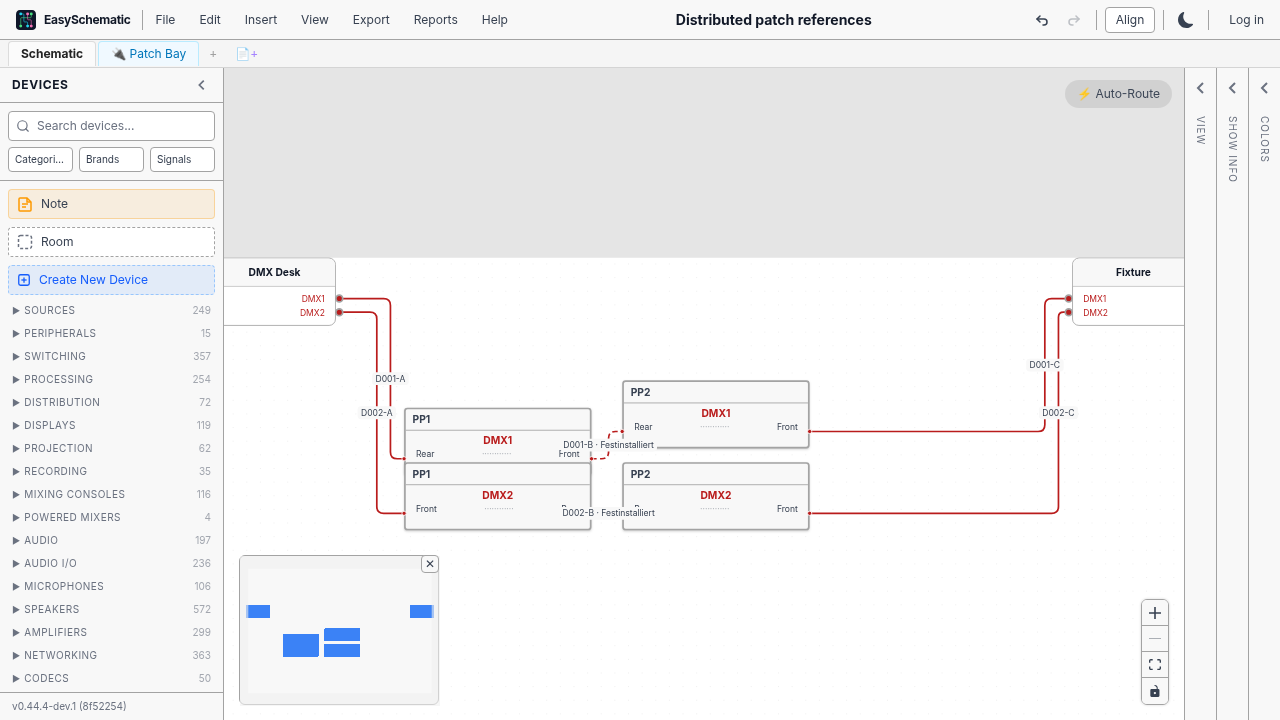 EasySchematic File Edit Insert View Export Reports Help Distributed patch references Align Log in
Schematic 🔌 Patch Bay + 📄+
DEVICES
Search devices...
Categori... Brands Signals
Note
Room
Create New Device
SOURCES 249
PERIPHERALS 15
SWITCHING 357
PROCESSING 254
DISTRIBUTION 72
DISPLAYS 119
PROJECTION 62
RECORDING 35
MIXING CONSOLES 116
POWERED MIXERS 4
AUDIO 197
AUDIO I/O 236
MICROPHONES 106
SPEAKERS 572
AMPLIFIERS 299
NETWORKING 363
CODECS 50
v0.44.4-dev.1 (8f52254)
⚡ Auto-Route
DMX Desk
DMX1
DMX2
Fixture
DMX1
DMX2
D001-A
D002-A
D001-C
D002-C
PP1
DMX1
Rear Front
PP2
DMX1
Rear Front
D001-B · Festinstalliert
PP1
DMX2
Front
PP2
DMX2
Front
D002-B · Festinstalliert
VIEW
SHOW INFO
COLORS